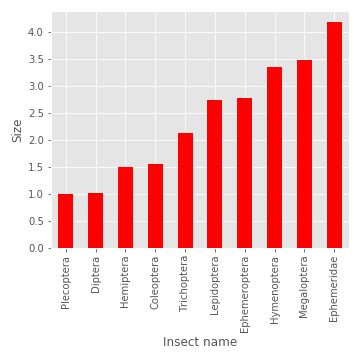 4.0
3.5
3.0
2.5
2.0
1.5
1.0
0.5
0.0
Size
Plecoptera
Diptera
Hemiptera
Coleoptera
Trichoptera
Lepidoptera
Ephemeroptera
Hymenoptera
Megaloptera
Ephemeridae
Insect name